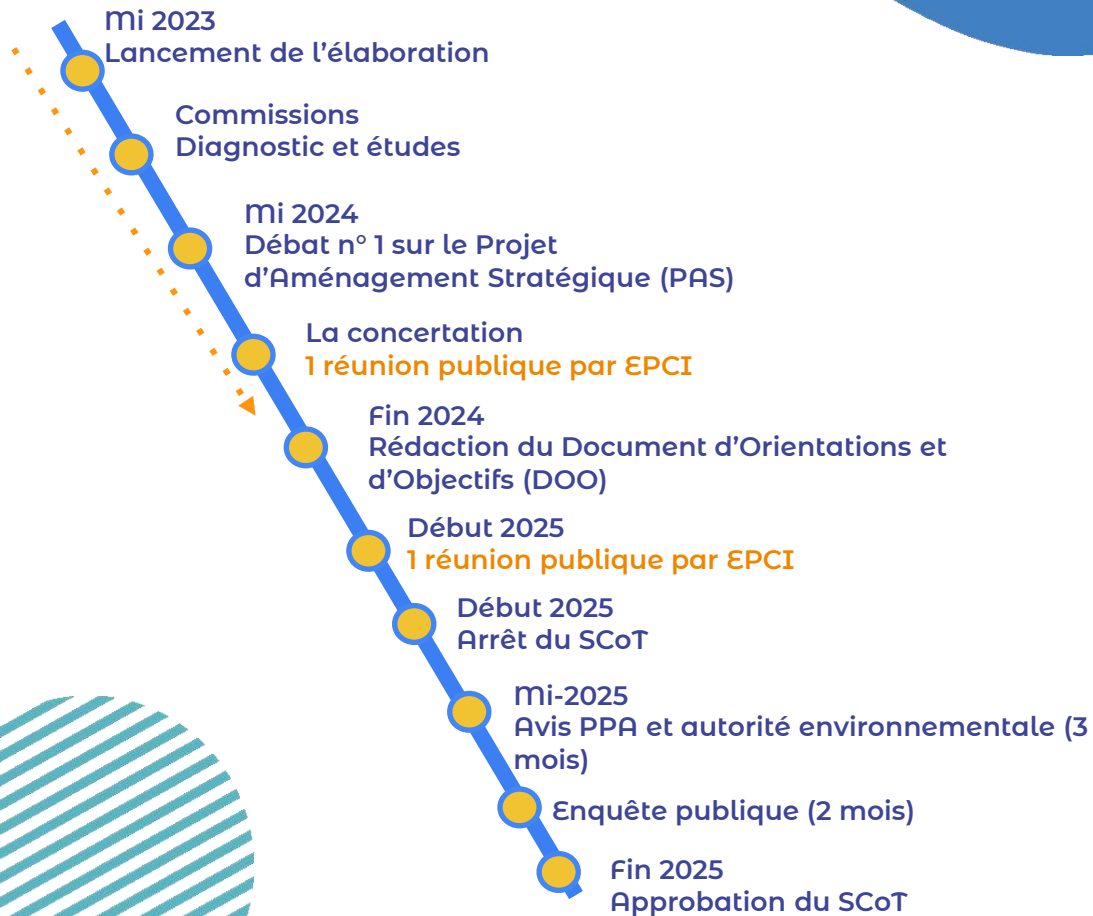 Mi 2023
Lancement de l’élaboration
Commissions
Diagnostic et études
Mi 2024
Débat n° 1 sur le Projet
d’Aménagement Stratégique (PAS)
La concertation
1 réunion publique par EPCI
Fin 2024
Rédaction du Document d’Orientations et
d’Objectifs (DOO)
Début 2025
1 réunion publique par EPCI
Début 2025
Arrêt du SCoT
Mi-2025
Avis PPA et autorité environnementale (3
mois)
Enquête publique (2 mois)
Fin 2025
Approbation du SCoT